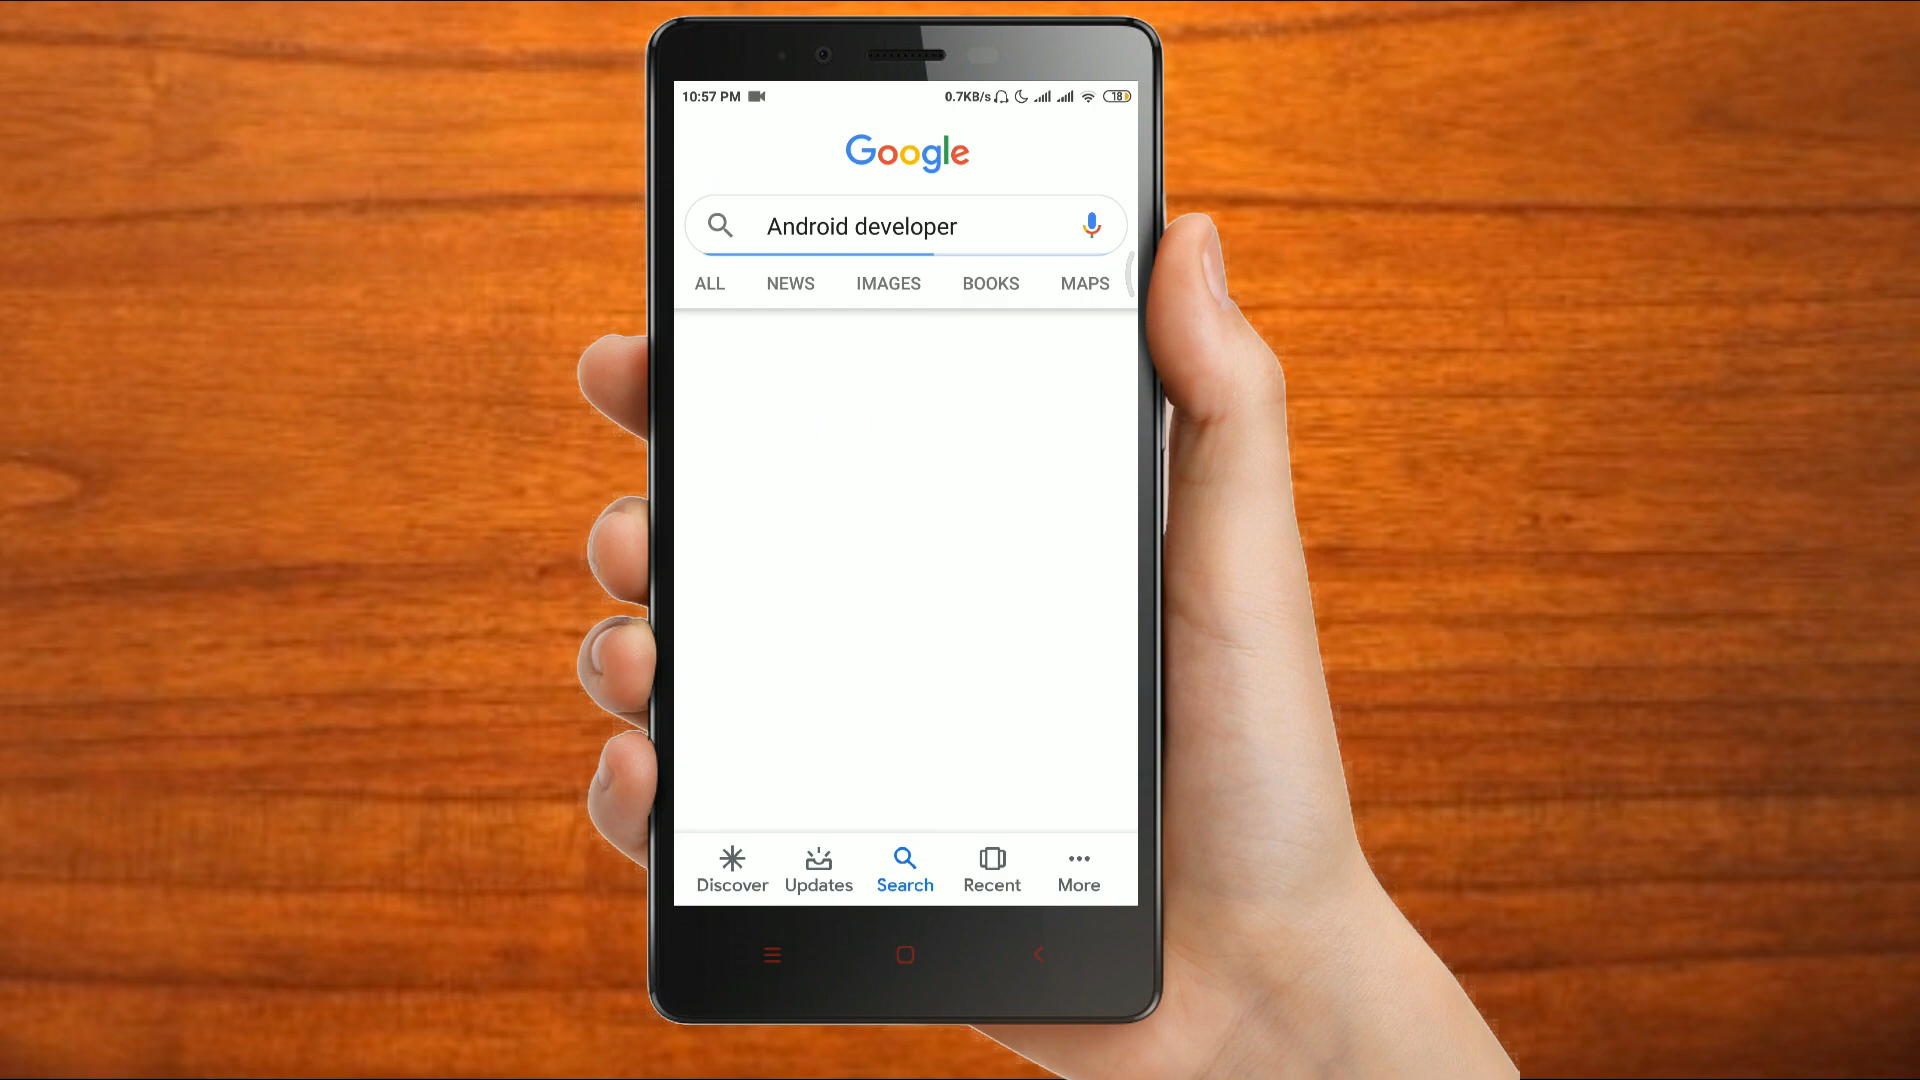 10:57 PM 0.7KB/s 18
Google
Android developer
ALL NEWS IMAGES BOOKS MAPS
Discover Updates Search Recent More